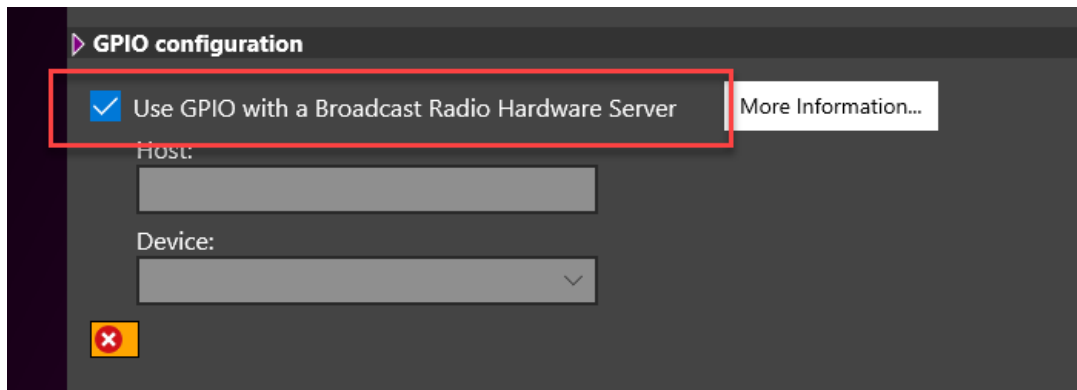 GPIO configuration
Use GPIO with a Broadcast Radio Hardware Server
More Information...
Host:
Device: